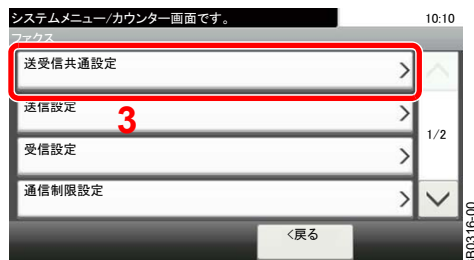 システムメニュー/カウンター画面です。 10:10
ファクス
送受信共通設定
送信設定
3
受信設定
1/2
通信制限設定
<戻る
B0316-00